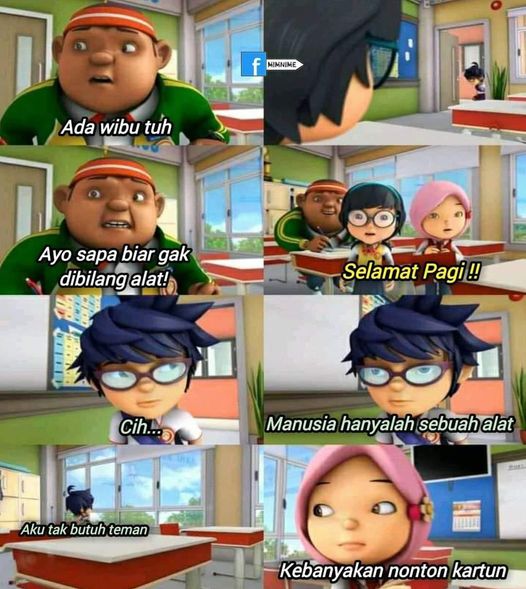 Ada wibu tuh
f MIMNIME
Ayo sapa biar gak
dibilang alat!
Selamat Pagi !!
Cih...
Manusia hanyalah sebuah alat
Aku tak butuh teman
Kebanyakan nonton kartun